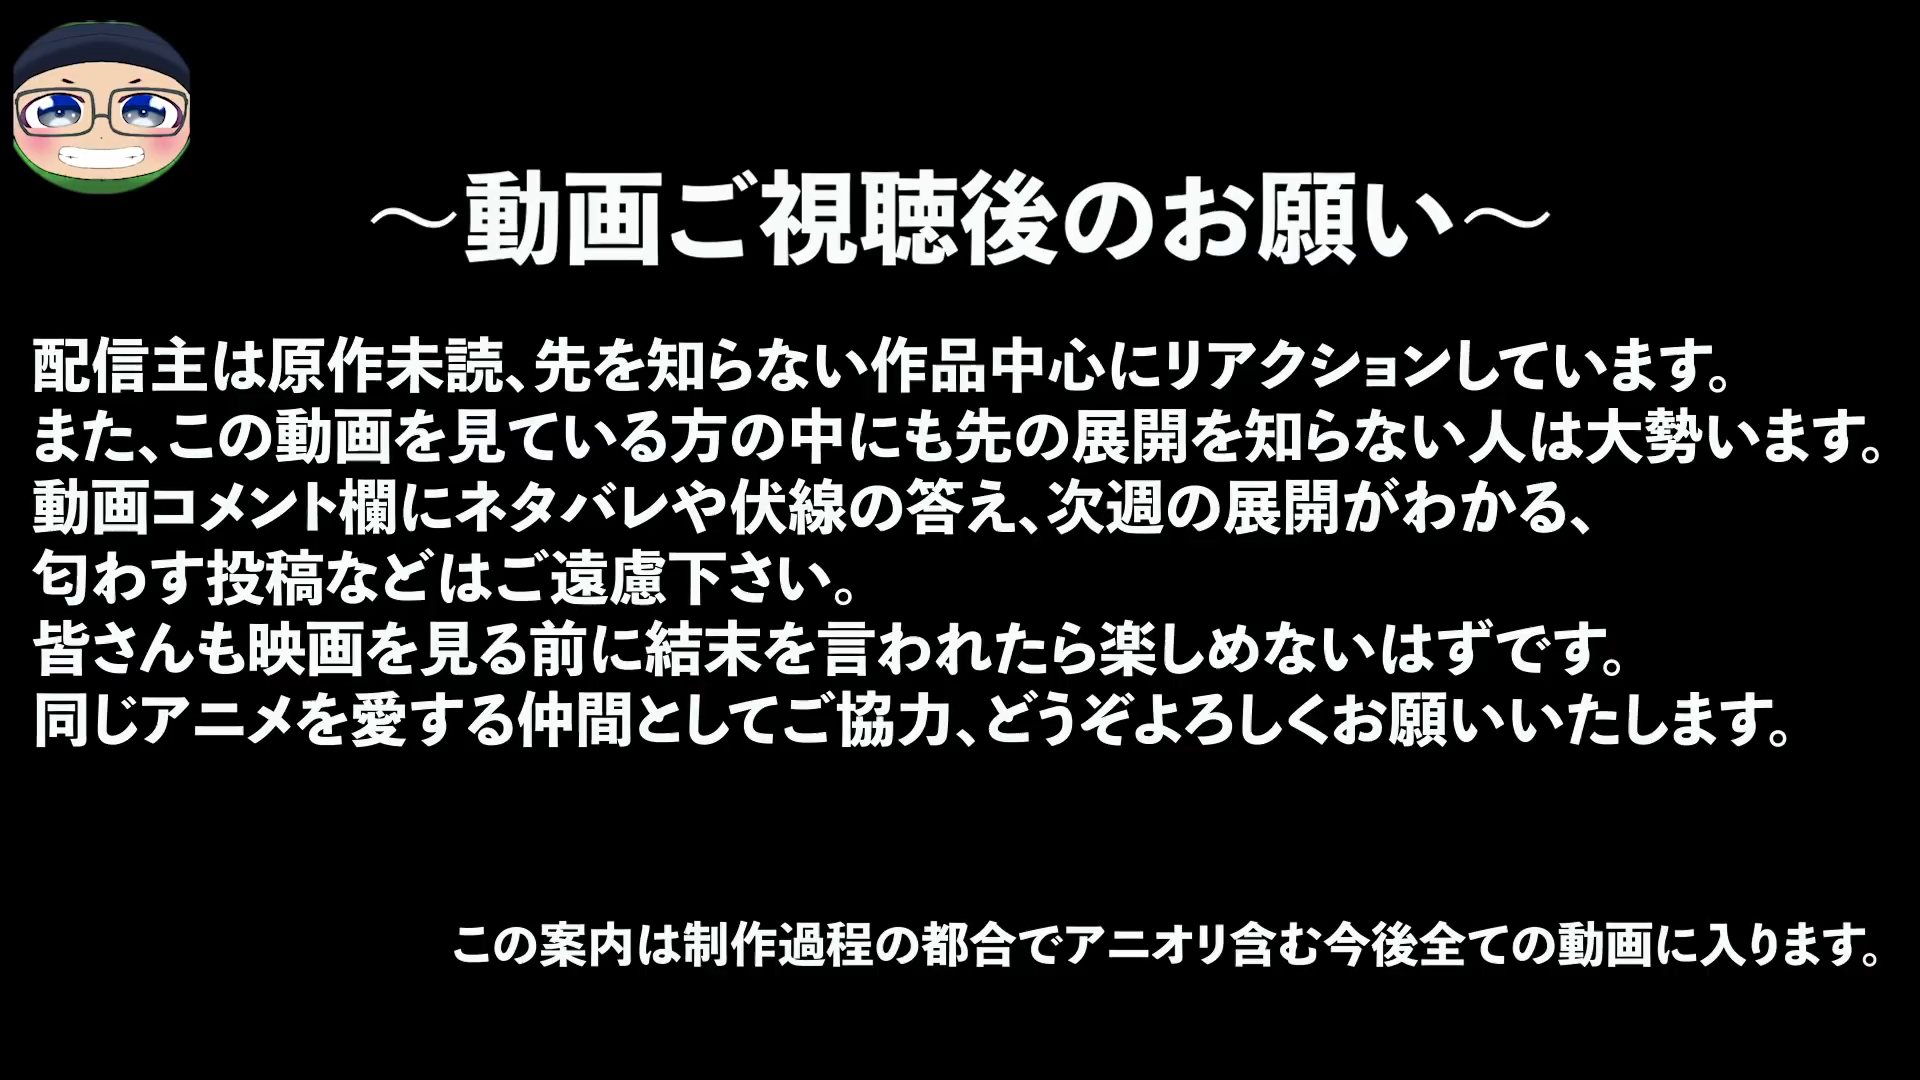 ～動画ご視聴後のお願い～
配信主は原作未読、先を知らない作品中心にリアクションしています。
また、この動画を見ている方の中にも先の展開を知らない人は大勢います。
動画コメント欄にネタバレや伏線の答え、次週の展開がわかる、
匂わす投稿などはご遠慮下さい。
皆さんも映画を見る前に結末を言われたら楽しめないはずです。
同じアニメを愛する仲間としてご協力、どうぞよろしくお願いいたします。
この案内は制作過程の都合でアニオリ含む今後全ての動画に入ります。